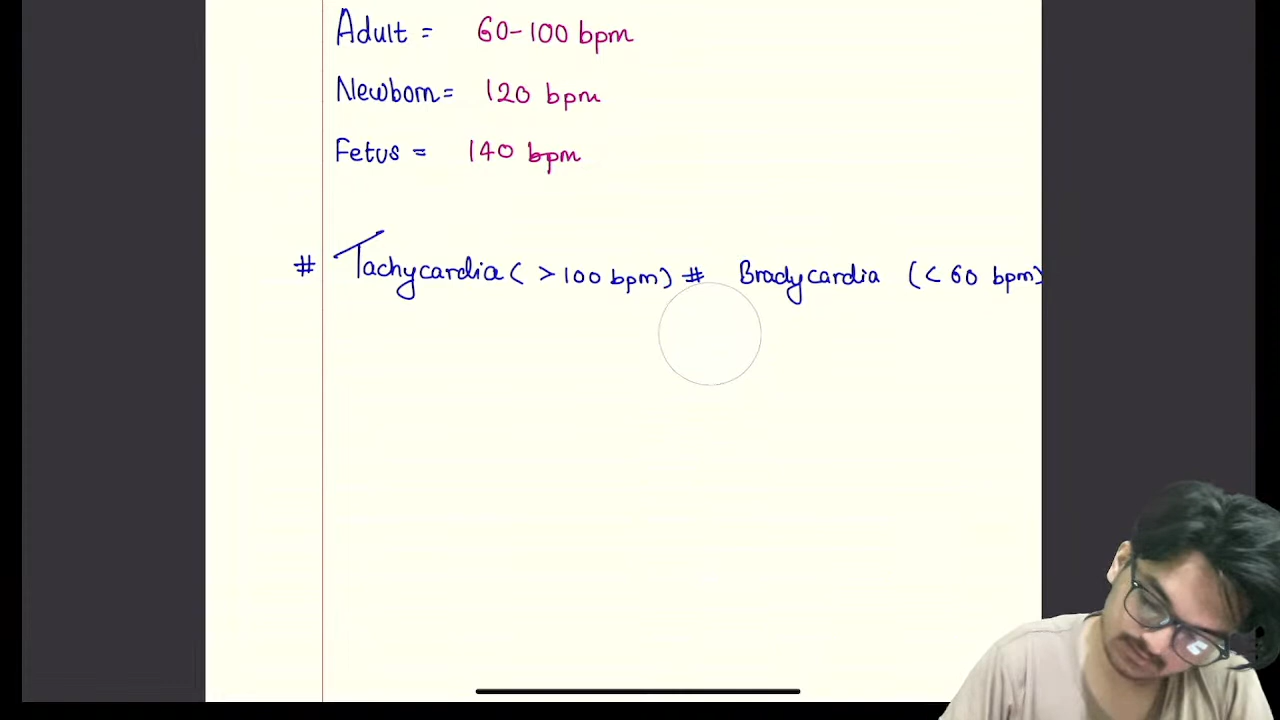 Adult = 60-100 bpm
Newborn= 120 bpm
Fetus = 140 bpm
# Tachycardia ( > 100 bpm) # Bradycardia (< 60 bpm)